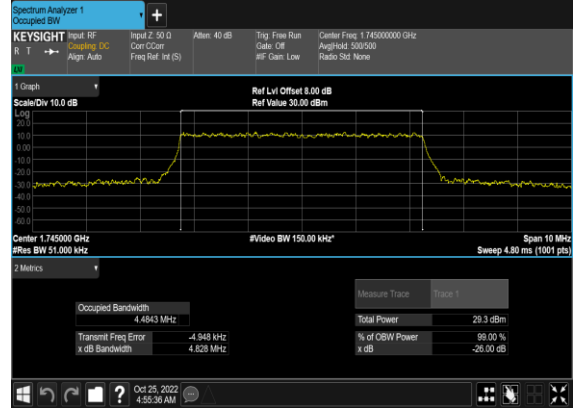 Spectrum Analyzer 1
Occupied BW
KEYSIGHT
R T
LM
Input: RF
Coupling: DC
Align: Auto
Input Z: 50 Ω
Corr CCorr
Freq Ref: Int (S)
Atten: 40 dB
Trig: Free Run
Gate: Off
#IF Gain: Low
Center Freq: 1.745000000 GHz
Avg|Hold: 500/500
Radio Std: None
1 Graph
Scale/Div 10.0 dB
Ref Lvl Offset 8.00 dB
Ref Value 30.00 dBm
Log
20.0
10.0
0.00
-10.0
-20.0
-30.0
-40.0
-50.0
-60.0
Center 1.745000 GHz
#Res BW 51.000 kHz
#Video BW 150.00 kHz*
Span 10 MHz
Sweep 4.80 ms (1001 pts)
2 Metrics
Measure Trace Trace 1
Occupied Bandwidth
4.4843 MHz
Total Power 29.3 dBm
Transmit Freq Error -4.948 kHz
% of OBW Power 99.00 %
x dB Bandwidth 4.828 MHz
x dB -26.00 dB
?
Oct 25, 2022
4:55:36 AM